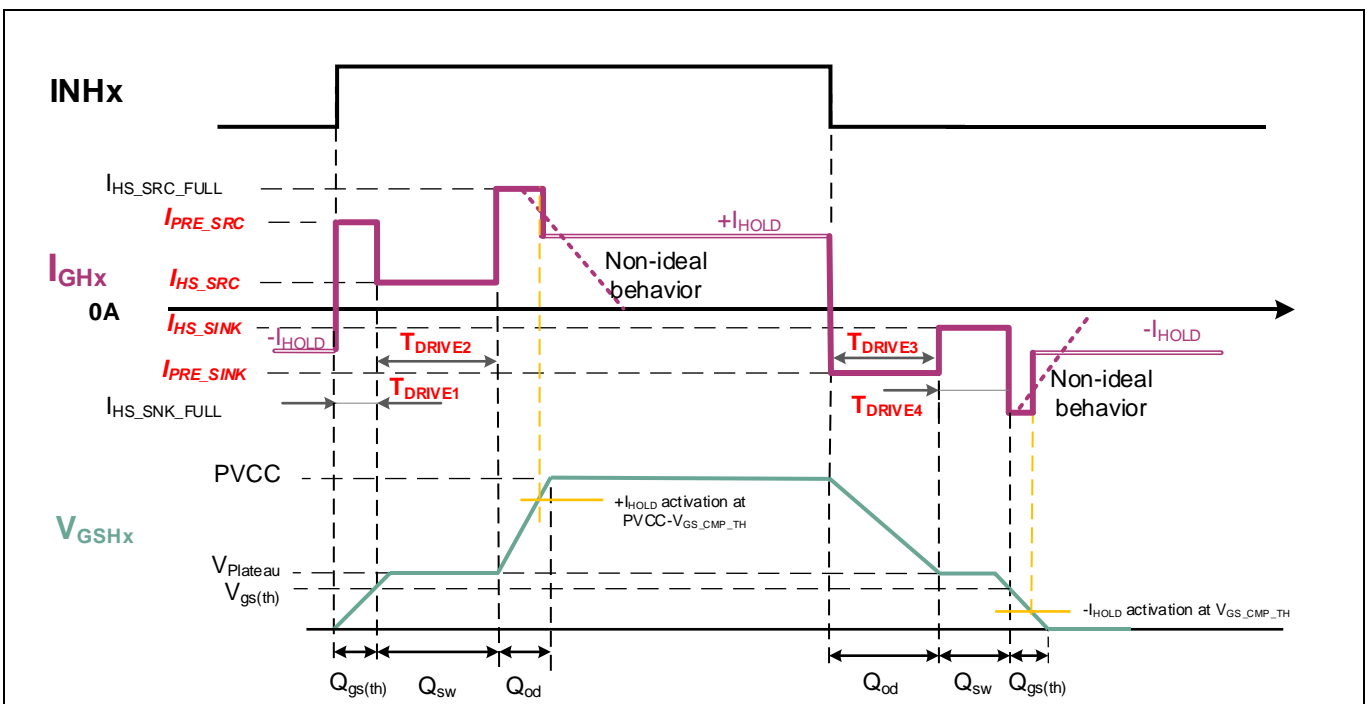 INHx
IHS_SRC_FULL
IPRE_SRC
+IHOLD
Non-ideal
behavior
IGHx
IHS_SRC
0A
IHS_SINK
-IHOLD
TDRIVE2
TDRIVE3
-IHOLD
IPRE_SINK
TDRIVE1
Non-ideal
behavior
IHS_SNK_FULL
TDRIVE4
PVCC
+IHOLD activation at
PVCC-VGS_CMP_TH
VGSHx
VPlateau
Vgs(th)
-IHOLD activation at VGS_CMP_TH
Qgs(th)
Qsw
Qod
Qod
Qsw
Qgs(th)